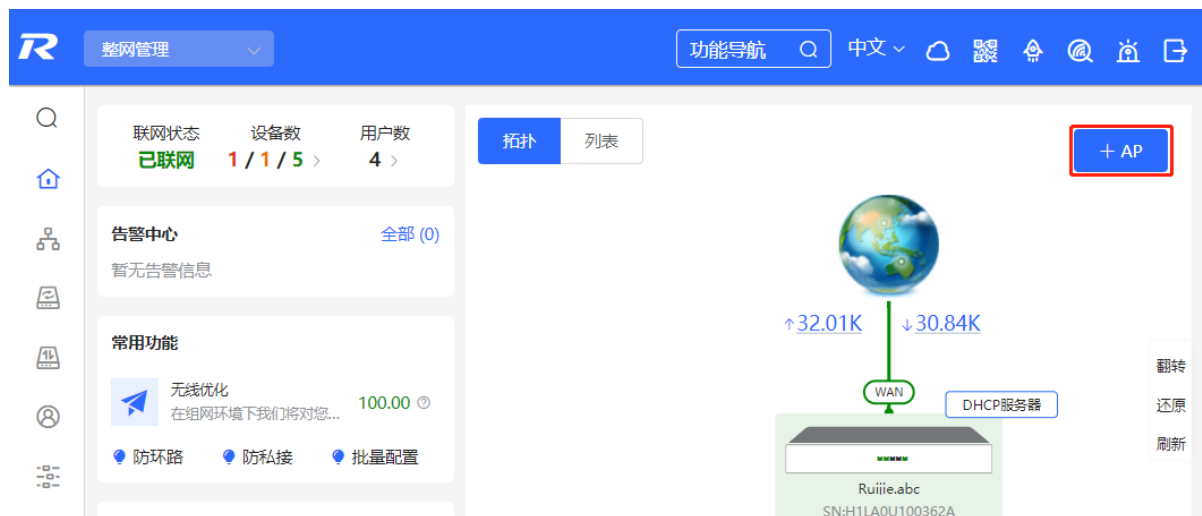 整网管理
功能导航
中文
联网状态 设备数 用户数
已联网 1 / 1 / 5 > 4 >
告警中心 全部 (0)
暂无告警信息
常用功能
无线优化
在组网环境下我们将对您...
100.00
防环路 防私接 批量配置
拓扑 列表
+ AP
↑32.01K ↓30.84K
WAN
DHCP服务器
翻转
还原
刷新
Ruijie.abc
SN:H1LA0U100362A